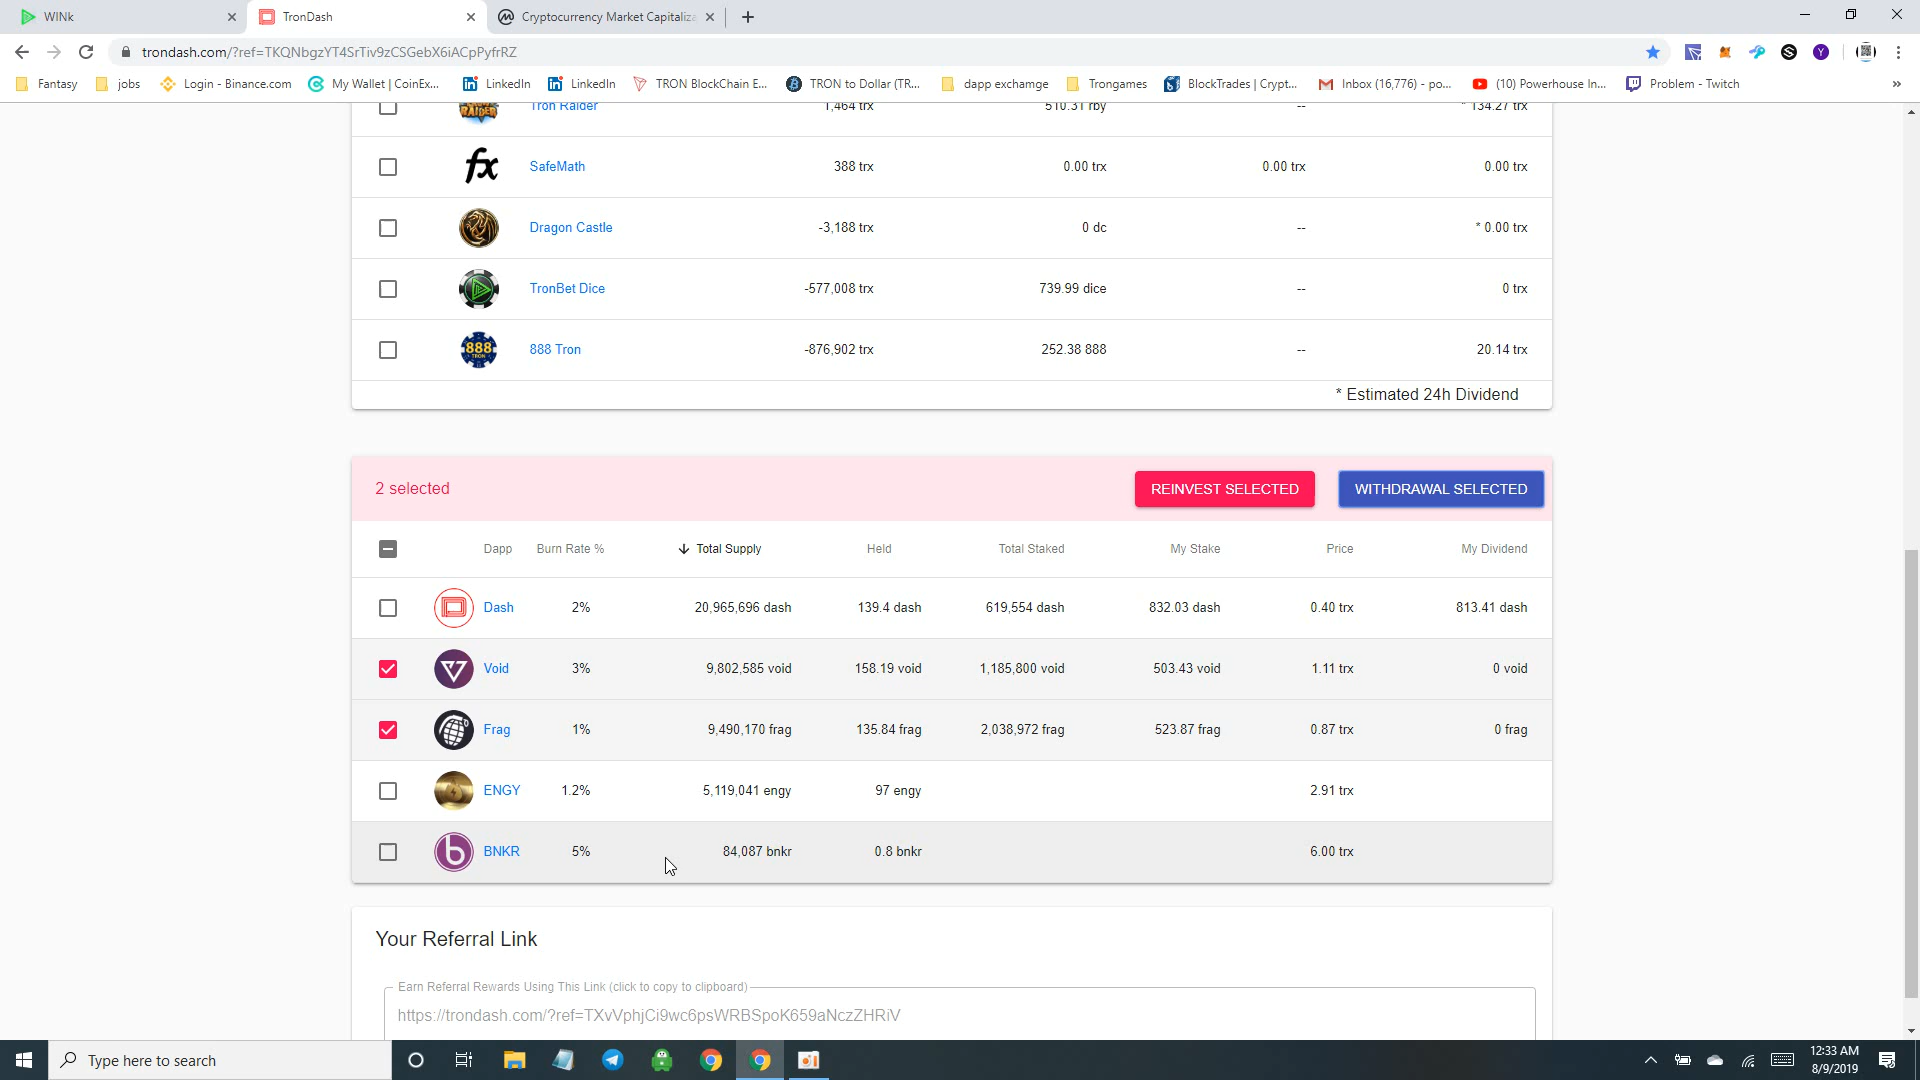 WINk
TronDash
Cryptocurrency Market Capitaliza
trondash.com/?ref=TKQNbgzYT4SrTiv9zCSGebX6iACpPyfrRZ
Fantasy jobs Login - Binance.com My Wallet | CoinEx... LinkedIn LinkedIn TRON BlockChain E... TRON to Dollar (TR... dapp exchamge Trongames BlockTrades | Crypt... Inbox (16,776) - po... (10) Powerhouse In... Problem - Twitch »
Tron Raider 1,464 trx 510.31 rby -- * 134.27 trx
SafeMath 388 trx 0.00 trx 0.00 trx 0.00 trx
Dragon Castle -3,188 trx 0 dc -- * 0.00 trx
TronBet Dice -577,008 trx 739.99 dice -- 0 trx
888 Tron -876,902 trx 252.38 888 -- 20.14 trx
* Estimated 24h Dividend
2 selected REINVEST SELECTED WITHDRAWAL SELECTED
Dapp Burn Rate % Total Supply Held Total Staked My Stake Price My Dividend
Dash 2% 20,965,696 dash 139.4 dash 619,554 dash 832.03 dash 0.40 trx 813.41 dash
Void 3% 9,802,585 void 158.19 void 1,185,800 void 503.43 void 1.11 trx 0 void
Frag 1% 9,490,170 frag 135.84 frag 2,038,972 frag 523.87 frag 0.87 trx 0 frag
ENGY 1.2% 5,119,041 engy 97 engy 2.91 trx
BNKR 5% 84,087 bnkr 0.8 bnkr 6.00 trx
Your Referral Link
Earn Referral Rewards Using This Link (click to copy to clipboard)
https://trondash.com/?ref=TXvVphjCi9wc6psWRBSpoK659aNczZHRiV
Type here to search
12:33 AM
8/9/2019